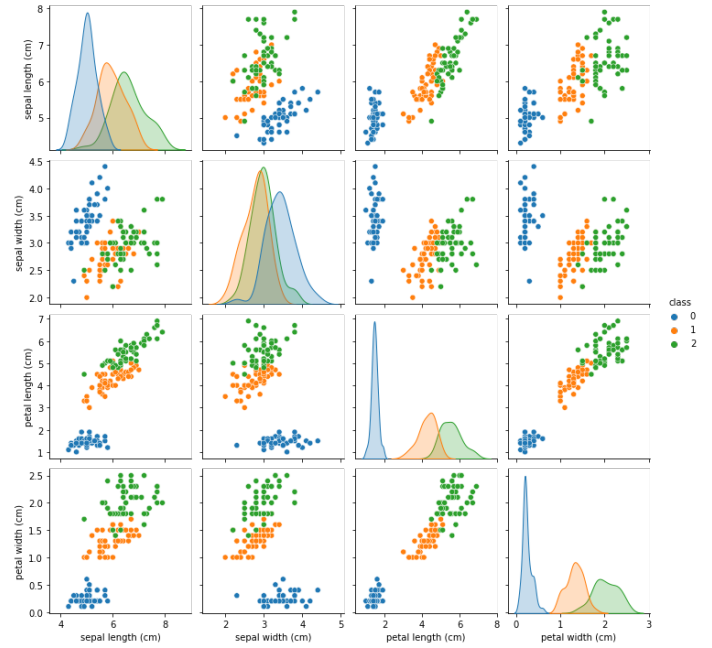 8
7
6
5
sepal length (cm)
4.5
4.0
3.5
3.0
2.5
2.0
sepal width (cm)
class
0
1
2
7
6
5
4
3
2
1
petal length (cm)
2.5
2.0
1.5
1.0
0.5
0.0
petal width (cm)
4 6 8
2 3 4 5
2 4 6 8
0 1 2 3
sepal length (cm)
sepal width (cm)
petal length (cm)
petal width (cm)